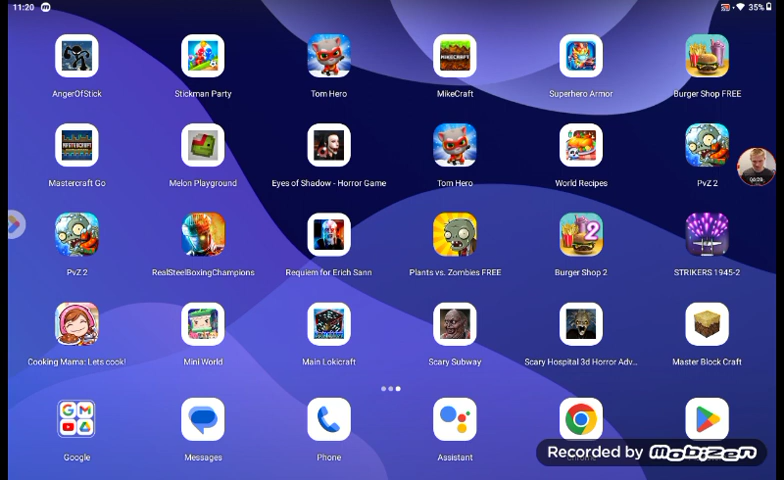 11:20
35%
AngerOfStick
Stickman Party
Tom Hero
MIKECRAFT
MikeCraft
Superhero Armor
Burger Shop FREE
MASTERCRAFT
Mastercraft Go
Melon Playground
Eyes of Shadow - Horror Game
Tom Hero
World Recipes
PvZ 2
PvZ 2
RealSteelBoxingChampions
Requiem for Erich Sann
Plants vs. Zombies FREE
2
Burger Shop 2
STRIKERS 1945-2
Cooking Mama: Lets cook!
Mini World
Main Lokicraft
Scary Subway
Scary Hospital 3d Horror Adv...
Master Block Craft
Google
Messages
Phone
Assistant
Recorded by MOBIZEN